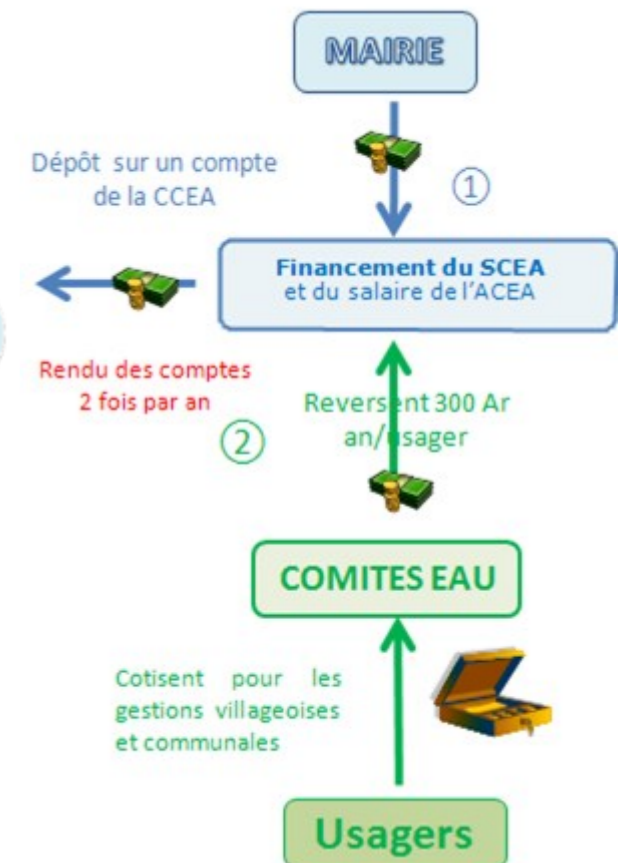 MAIRIE
Dépôt sur un compte
de la CCEA
①
Financement du SCEA
et du salaire de l'ACEA
Rendu des comptes
2 fois par an
Reversent 300 Ar
an/usager
②
COMITES EAU
Cotisent pour les
gestions villageoises
et communales
Usagers